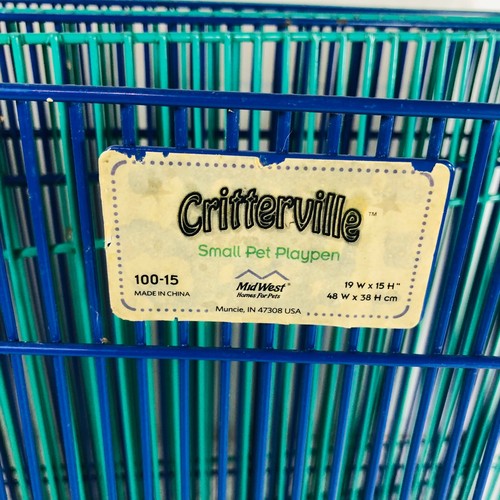 Critterville™
Small Pet Playpen
100-15
MADE IN CHINA
MidWest®
Homes For Pets
19 W x 15 H"
48 W x 38 H cm
Muncie, IN 47308 USA